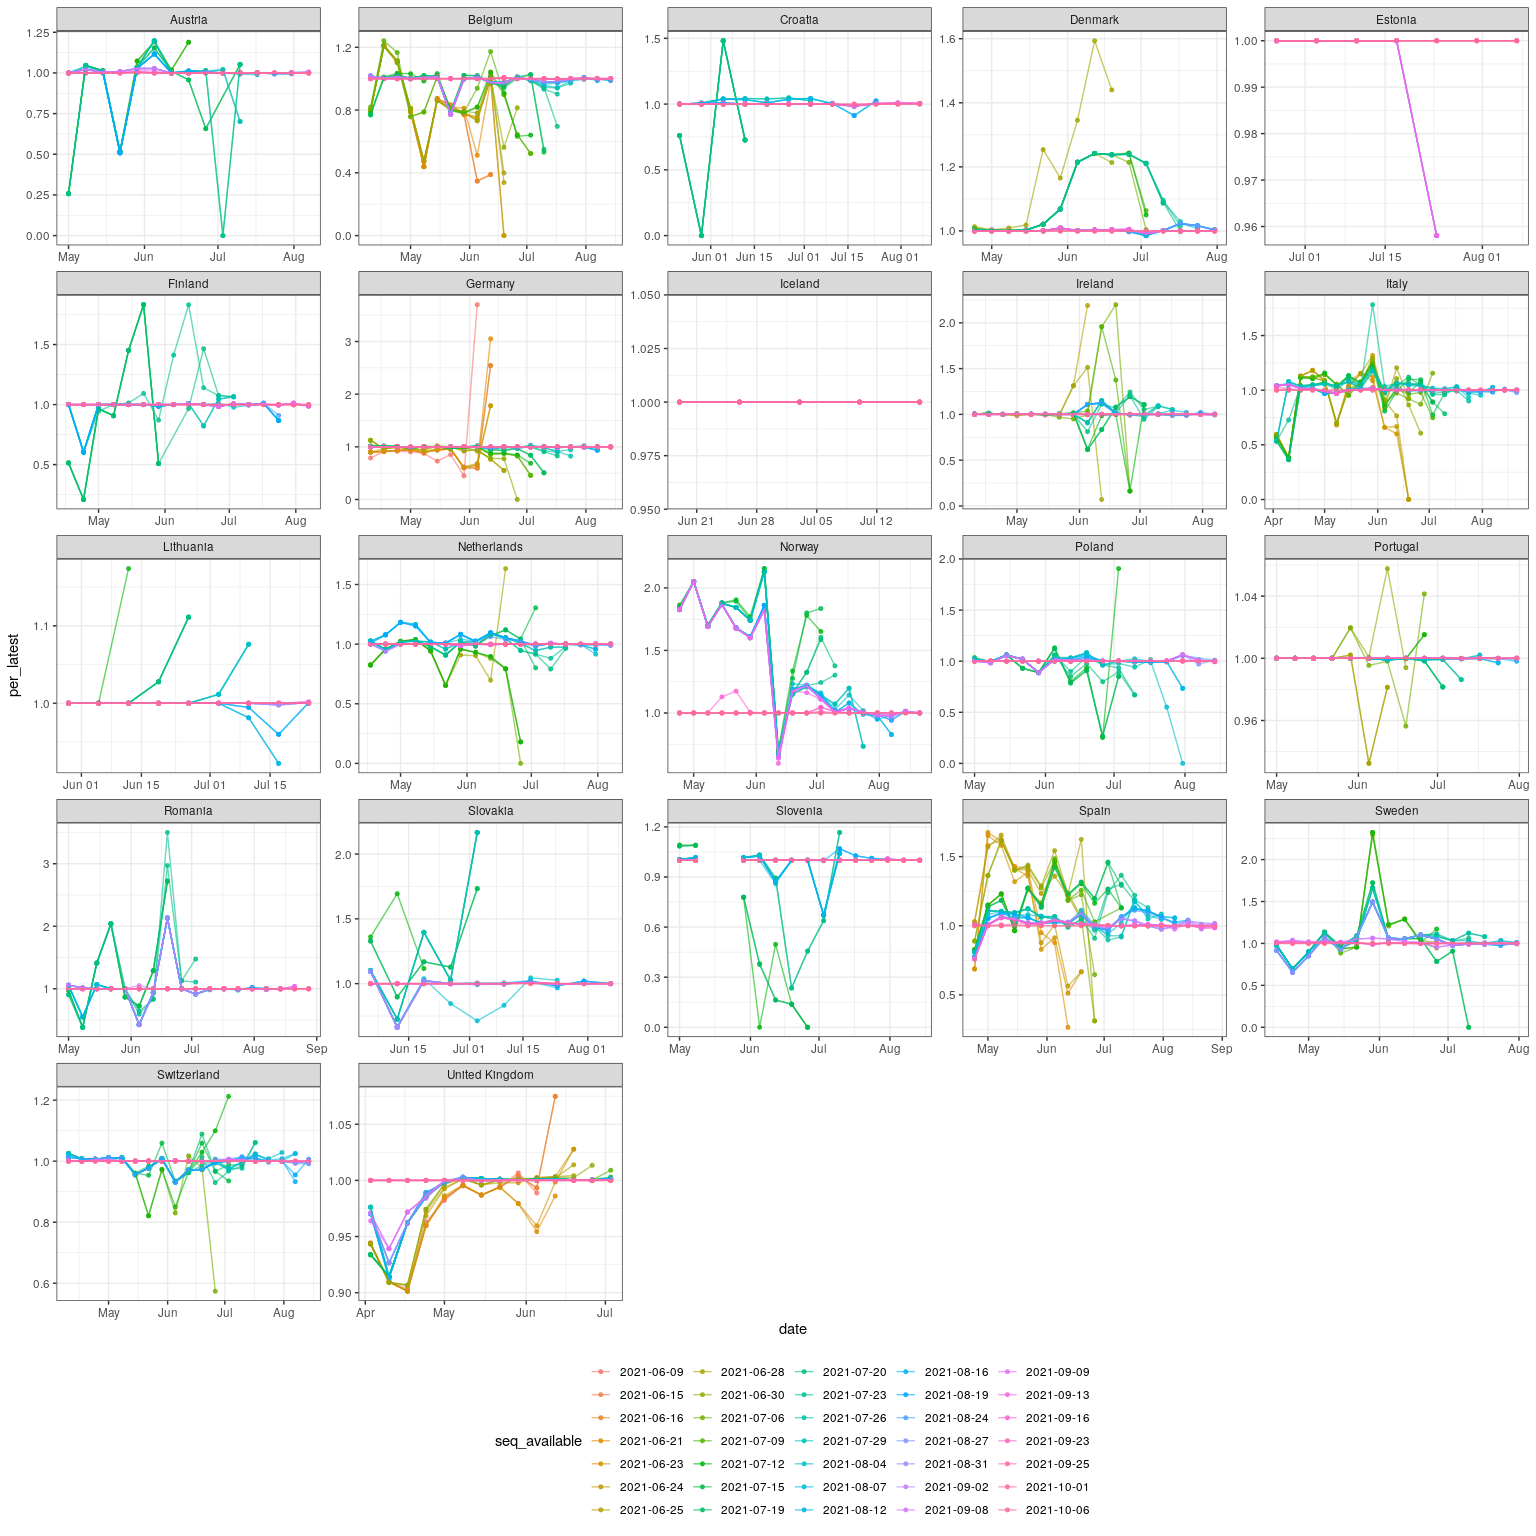 Austria Belgium Croatia Denmark Estonia
1.25 1.00 0.75 0.50 0.25 0.00
May Jun Jul Aug
1.2 0.8 0.4 0.0
May Jun Jul Aug
1.5 1.0 0.5 0.0
Jun 01 Jun 15 Jul 01 Jul 15 Aug 01
1.6 1.4 1.2 1.0
May Jun Jul Aug
1.00 0.99 0.98 0.97 0.96
Jul 01 Jul 15 Aug 01
Finland Germany Iceland Ireland Italy
1.5 1.0 0.5
May Jun Jul Aug
3 2 1 0
May Jun Jul Aug
1.050 1.025 1.000 0.975 0.950
Jun 21 Jun 28 Jul 05 Jul 12
2.0 1.5 1.0 0.5 0.0
May Jun Jul Aug
1.5 1.0 0.5 0.0
Apr May Jun Jul Aug
Lithuania Netherlands Norway Poland Portugal
1.1 1.0
Jun 01 Jun 15 Jul 01 Jul 15
1.5 1.0 0.5 0.0
May Jun Jul Aug
2.0 1.5 1.0
May Jun Jul Aug
2.0 1.5 1.0 0.5 0.0
May Jun Jul Aug
1.04 1.00 0.96
May Jun Jul Aug
per_latest
Romania Slovakia Slovenia Spain Sweden
3 2 1
May Jun Jul Aug Sep
2.0 1.5 1.0
Jun 15 Jul 01 Jul 15 Aug 01
1.2 0.9 0.6 0.3 0.0
May Jun Jul Aug
1.5 1.0 0.5
May Jun Jul Aug Sep
2.0 1.5 1.0 0.5 0.0
May Jun Jul Aug
Switzerland United Kingdom
1.2 1.0 0.8 0.6
May Jun Jul Aug
1.05 1.00 0.95 0.90
Apr May Jun Jul
date
seq_available
2021-06-09 2021-06-28 2021-07-20 2021-08-16 2021-09-09
2021-06-15 2021-06-30 2021-07-23 2021-08-19 2021-09-13
2021-06-16 2021-07-06 2021-07-26 2021-08-24 2021-09-16
2021-06-21 2021-07-09 2021-07-29 2021-08-27 2021-09-23
2021-06-23 2021-07-12 2021-08-04 2021-08-31 2021-09-25
2021-06-24 2021-07-15 2021-08-07 2021-09-02 2021-10-01
2021-06-25 2021-07-19 2021-08-12 2021-09-08 2021-10-06